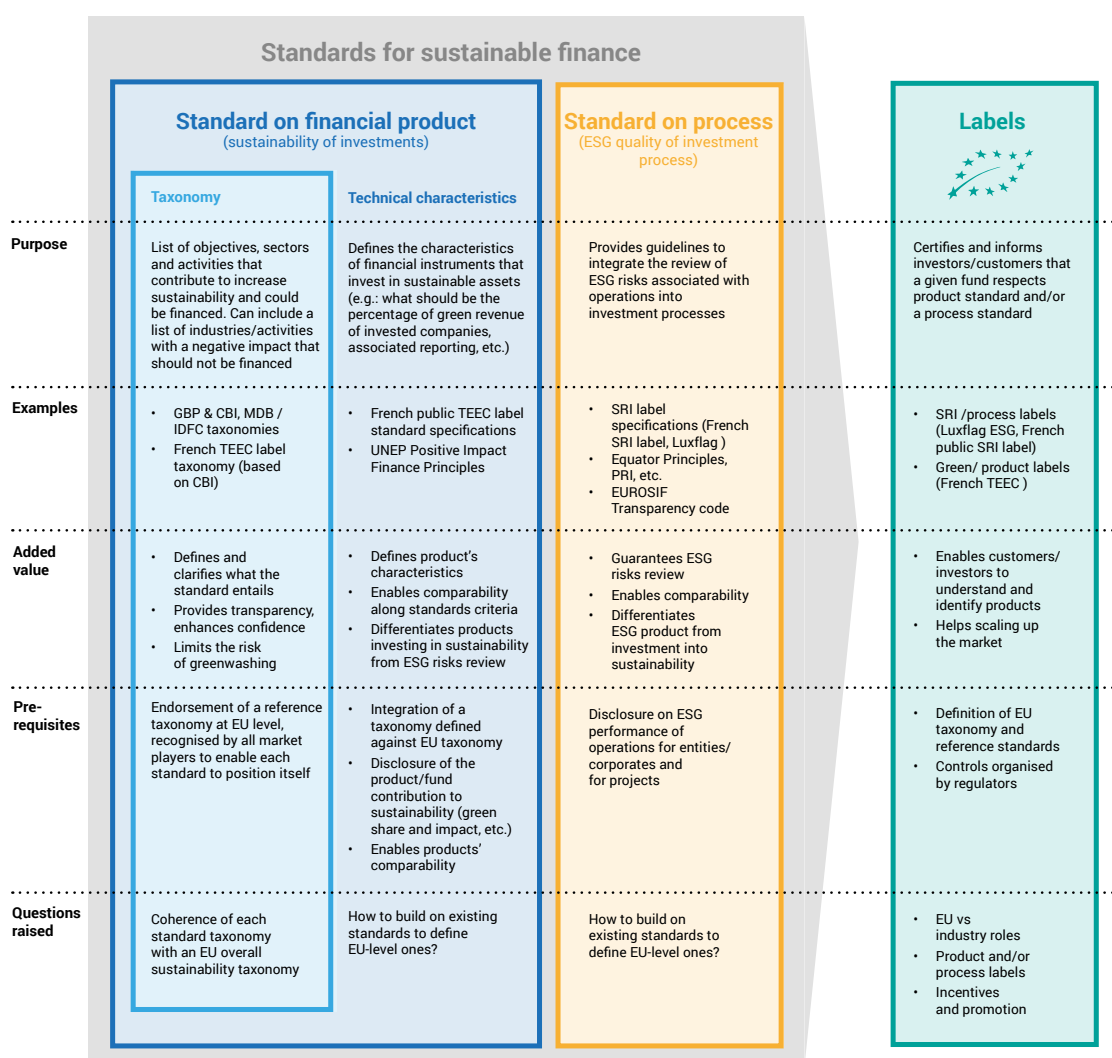 Standards for sustainable finance
Standard on financial product
(sustainability of investments)
Standard on process
(ESG quality of investment
process)
Labels
Taxonomy
Technical characteristics
Purpose
List of objectives, sectors
and activities that
contribute to increase
sustainability and could
be financed. Can include a
list of industries/activities
with a negative impact that
should not be financed
Defines the characteristics
of financial instruments that
invest in sustainable assets
(e.g.: what should be the
percentage of green revenue
of invested companies,
associated reporting, etc.)
Provides guidelines to
integrate the review of
ESG risks associated with
operations into
investment processes
Certifies and informs
investors/customers that
a given fund respects
product standard and/or
a process standard
Examples
• GBP & CBI, MDB /
IDFC taxonomies
• French TEEC label
taxonomy (based
on CBI)
• French public TEEC label
standard specifications
• UNEP Positive Impact
Finance Principles
• SRI label
specifications (French
SRI label, Luxflag )
• Equator Principles,
PRI, etc.
• EUROSIF
Transparency code
• SRI /process labels
(Luxflag ESG, French
public SRI label)
• Green/ product labels
(French TEEC )
Added
value
• Defines and
clarifies what the
standard entails
• Provides transparency,
enhances confidence
• Limits the risk
of greenwashing
• Defines product's
characteristics
• Enables comparability
along standards criteria
• Differentiates products
investing in sustainability
from ESG risks review
• Guarantees ESG
risks review
• Enables comparability
• Differentiates
ESG product from
investment into
sustainability
• Enables customers/
investors to
understand and
identify products
• Helps scaling up
the market
Pre-
requisites
Endorsement of a reference
taxonomy at EU level,
recognised by all market
players to enable each
standard to position itself
• Integration of a
taxonomy defined
against EU taxonomy
• Disclosure of the
product/fund
contribution to
sustainability (green
share and impact, etc.)
• Enables products'
comparability
Disclosure on ESG
performance of
operations for entities/
corporates and
for projects
• Definition of EU
taxonomy and
reference standards
• Controls organised
by regulators
Questions
raised
Coherence of each
standard taxonomy
with an EU overall
sustainability taxonomy
How to build on existing
standards to define
EU-level ones?
How to build on
existing standards to
define EU-level ones?
• EU vs
industry roles
• Product and/or
process labels
• Incentives
and promotion